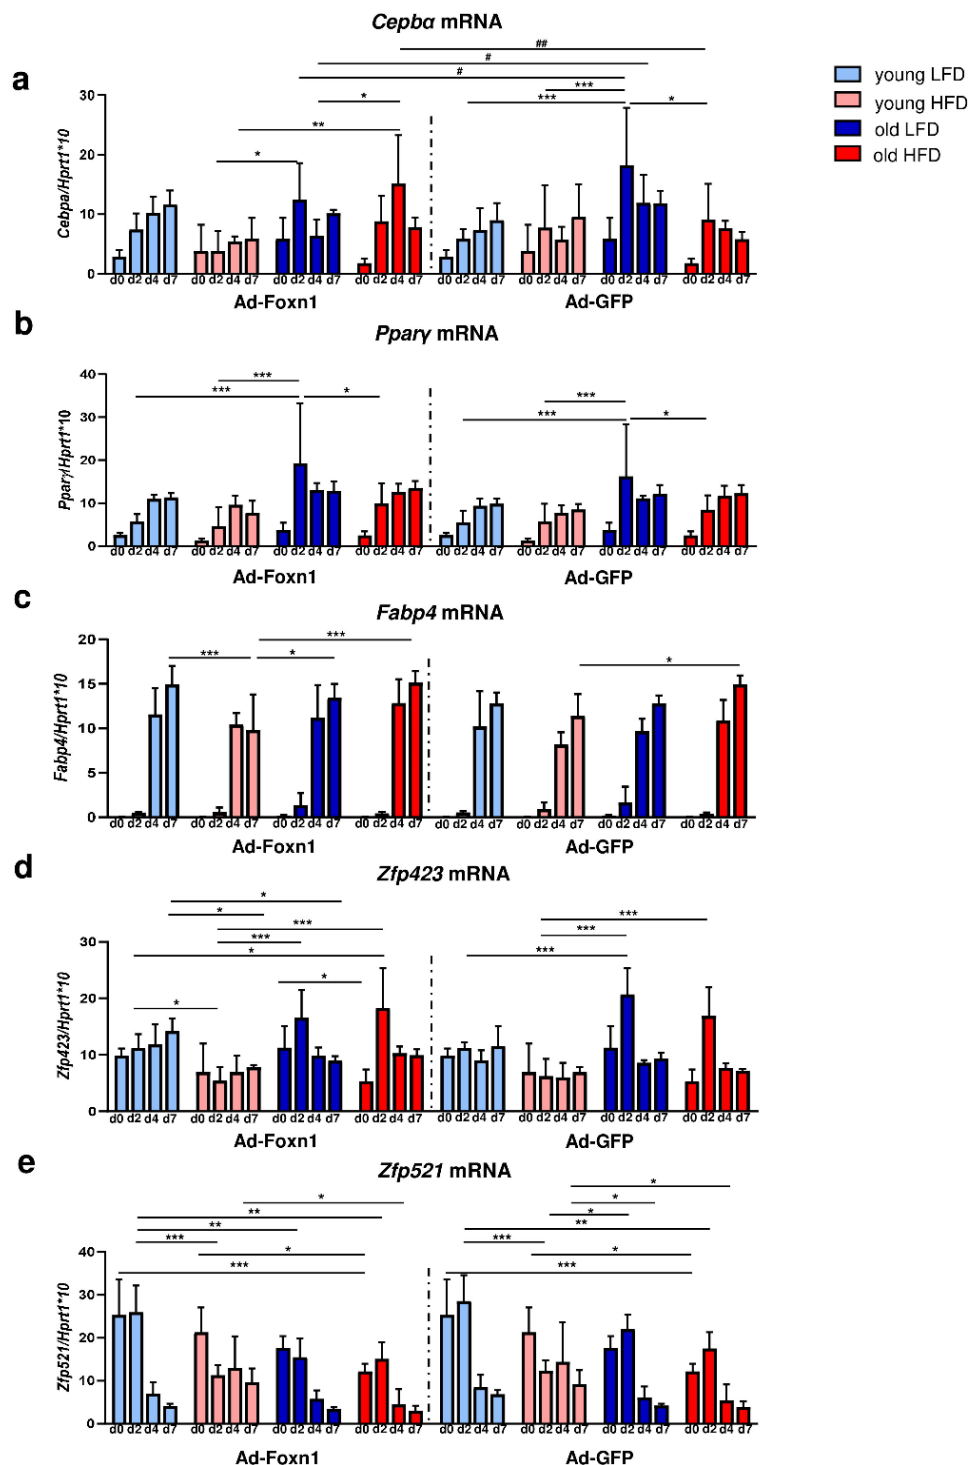 Cepbα mRNA
##
#
#
***
a
*
***
*
30
**
*
20
10
0
Cebpa/Hprt1*10
d0 d2 d4 d7 d0 d2 d4 d7 d0 d2 d4 d7 d0 d2 d4 d7 d0 d2 d4 d7 d0 d2 d4 d7 d0 d2 d4 d7 d0 d2 d4 d7
Ad-Foxn1 Ad-GFP
young LFD
young HFD
old LFD
old HFD
b
Pparγ mRNA
40
***
***
*
***
***
*
30
20
10
0
Pparγ/Hprt1*10
d0 d2 d4 d7 d0 d2 d4 d7 d0 d2 d4 d7 d0 d2 d4 d7 d0 d2 d4 d7 d0 d2 d4 d7 d0 d2 d4 d7 d0 d2 d4 d7
Ad-Foxn1 Ad-GFP
c
Fabp4 mRNA
20
***
***
*
*
15
10
5
0
Fabp4/Hprt1*10
d0 d2 d4 d7 d0 d2 d4 d7 d0 d2 d4 d7 d0 d2 d4 d7 d0 d2 d4 d7 d0 d2 d4 d7 d0 d2 d4 d7 d0 d2 d4 d7
Ad-Foxn1 Ad-GFP
d
Zfp423 mRNA
*
*
***
***
***
***
*
***
30
*
*
20
10
0
Zfp423/Hprt1*10
d0 d2 d4 d7 d0 d2 d4 d7 d0 d2 d4 d7 d0 d2 d4 d7 d0 d2 d4 d7 d0 d2 d4 d7 d0 d2 d4 d7 d0 d2 d4 d7
Ad-Foxn1 Ad-GFP
e
Zfp521 mRNA
*
*
*
**
*
**
**
***
***
*
*
***
***
40
30
20
10
0
Zfp521/Hprt1*10
d0 d2 d4 d7 d0 d2 d4 d7 d0 d2 d4 d7 d0 d2 d4 d7 d0 d2 d4 d7 d0 d2 d4 d7 d0 d2 d4 d7 d0 d2 d4 d7
Ad-Foxn1 Ad-GFP